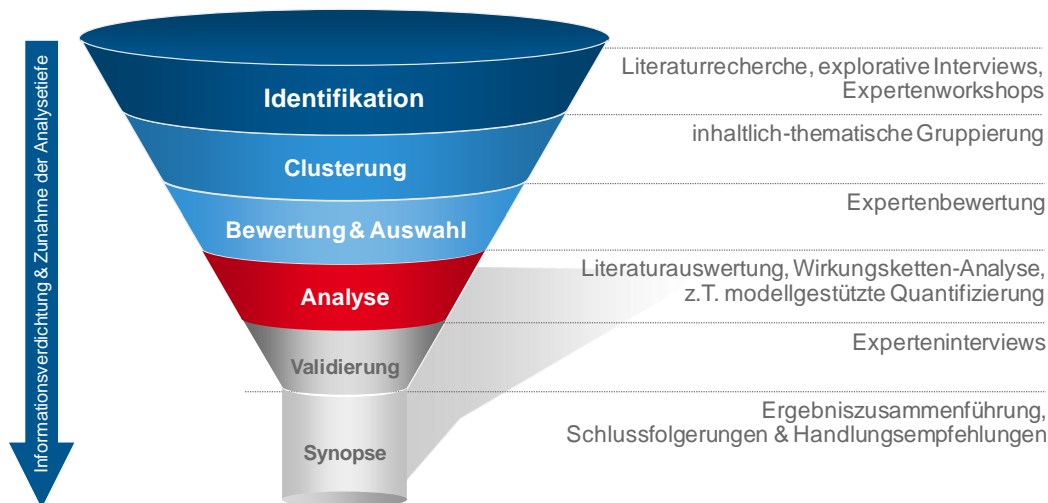 Informationsverdichtung & Zunahme der Analysetiefe
Identifikation
Literaturrecherche, explorative Interviews,
Expertenworkshops
Clusterung
inhaltlich-thematische Gruppierung
Bewertung & Auswahl
Expertenbewertung
Analyse
Literaturauswertung, Wirkungsketten-Analyse,
z.T. modellgestützte Quantifizierung
Validierung
Experteninterviews
Synopse
Ergebniszusammenführung,
Schlussfolgerungen & Handlungsempfehlungen